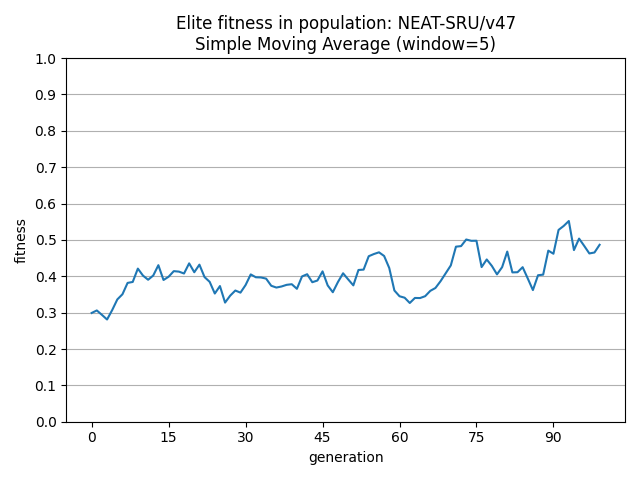 Elite fitness in population: NEAT-SRU/v47
Simple Moving Average (window=5)
1.0
0.9
0.8
0.7
0.6
0.5
0.4
0.3
0.2
0.1
0.0
fitness
0 15 30 45 60 75 90
generation